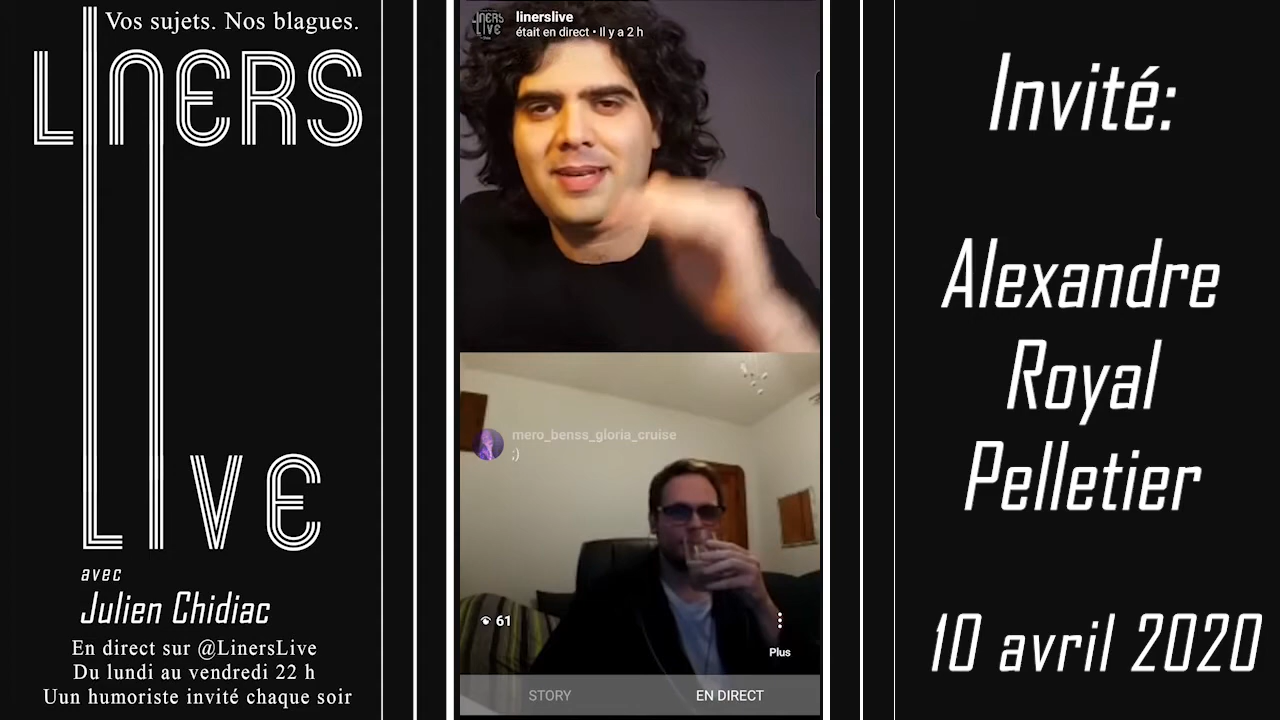 Vos sujets. Nos blagues.
LINERS
LIVE
avec
Julien Chidiac
En direct sur @LinersLive
Du lundi au vendredi 22 h
Uun humoriste invité chaque soir
LINERS
LIVE
linerslive
était en direct • Il y a 2 h
mero_benss_gloria_cruise
;)
61
Plus
STORY
EN DIRECT
Invité:
Alexandre
Royal
Pelletier
10 avril 2020